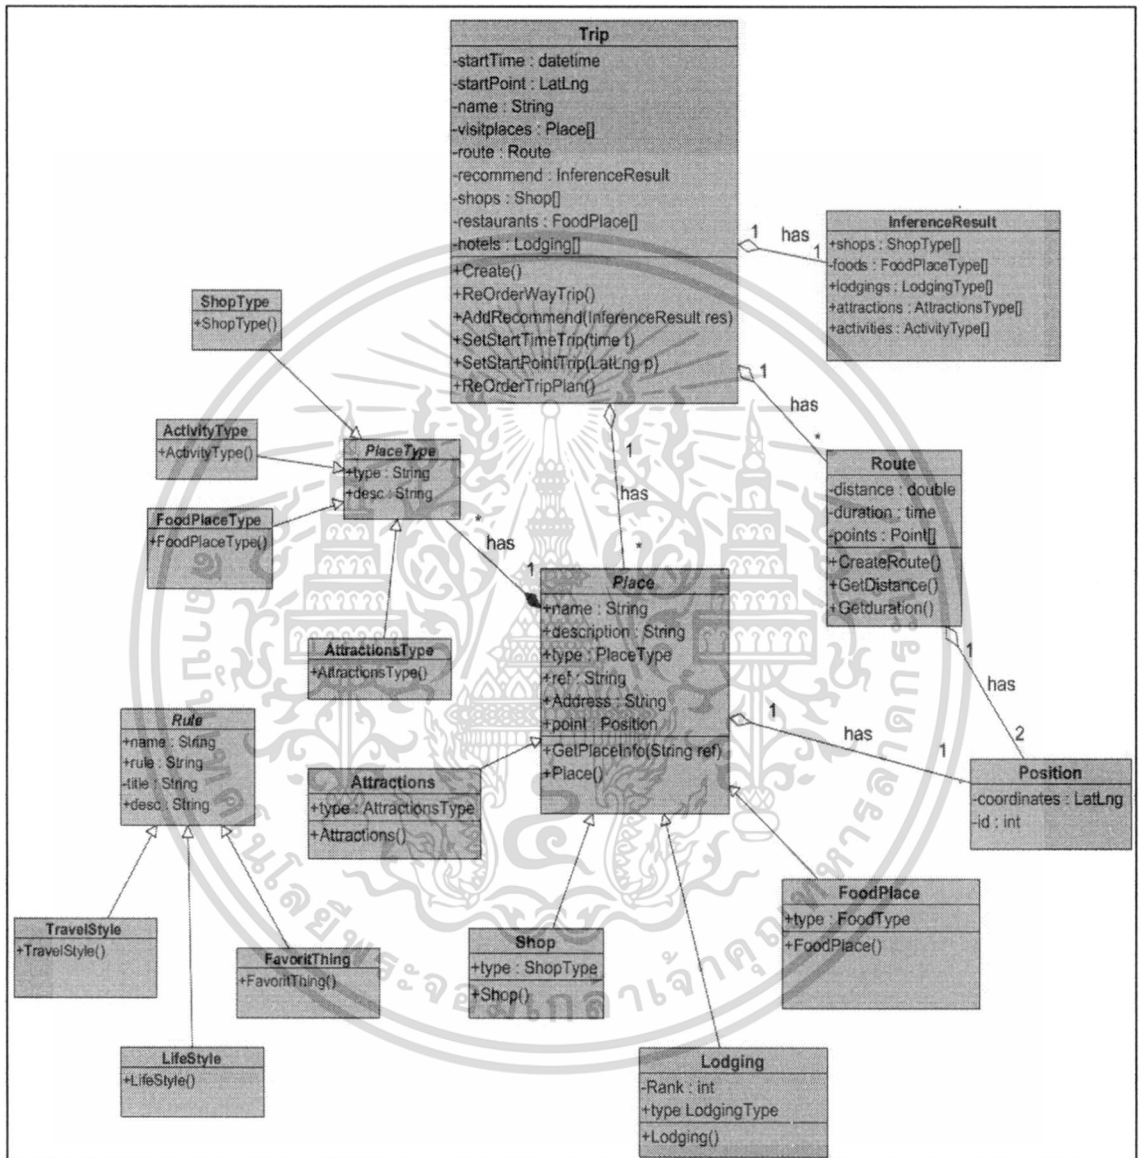 Trip
-startTime : datetime
-startPoint : LatLng
-name : String
-visitplaces : Place[]
-route : Route
-recommend : InferenceResult
-shops : Shop[]
-restaurants : FoodPlace[]
-hotels : Lodging[]
+Create()
+ReOrderWayTrip()
+AddRecommend(InferenceResult res)
+SetStartTimeTrip(time t)
+SetStartPointTrip(LatLng p)
+ReOrderTripPlan()
1 has 1
InferenceResult
+shops : ShopType[]
-foods : FoodPlaceType[]
+lodgings : LodgingType[]
+attractions : AttractionsType[]
+activities : ActivityType[]
ShopType
+ShopType()
ActivityType
+ActivityType()
FoodPlaceType
+FoodPlaceType()
PlaceType
+type : String
+desc : String
AttractionsType
+AttractionsType()
*
has
1
1
has
*
1
has
*
Route
-distance : double
-duration : time
-points : Point[]
+CreateRoute()
+GetDistance()
+Getduration()
1
has
2
Place
+name : String
+description : String
+type : PlaceType
+ref : String
+Address : String
+point : Position
+GetPlaceInfo(String ref)
+Place()
1
has
1
Position
-coordinates : LatLng
-id : int
Rule
+name : String
+rule : String
-title : String
+desc : String
Attractions
+type : AttractionsType
+Attractions()
TravelStyle
+TravelStyle()
FavoritThing
+FavoritThing()
LifeStyle
+LifeStyle()
Shop
+type : ShopType
+Shop()
FoodPlace
+type : FoodType
+FoodPlace()
Lodging
-Rank : int
+type LodgingType
+Lodging()